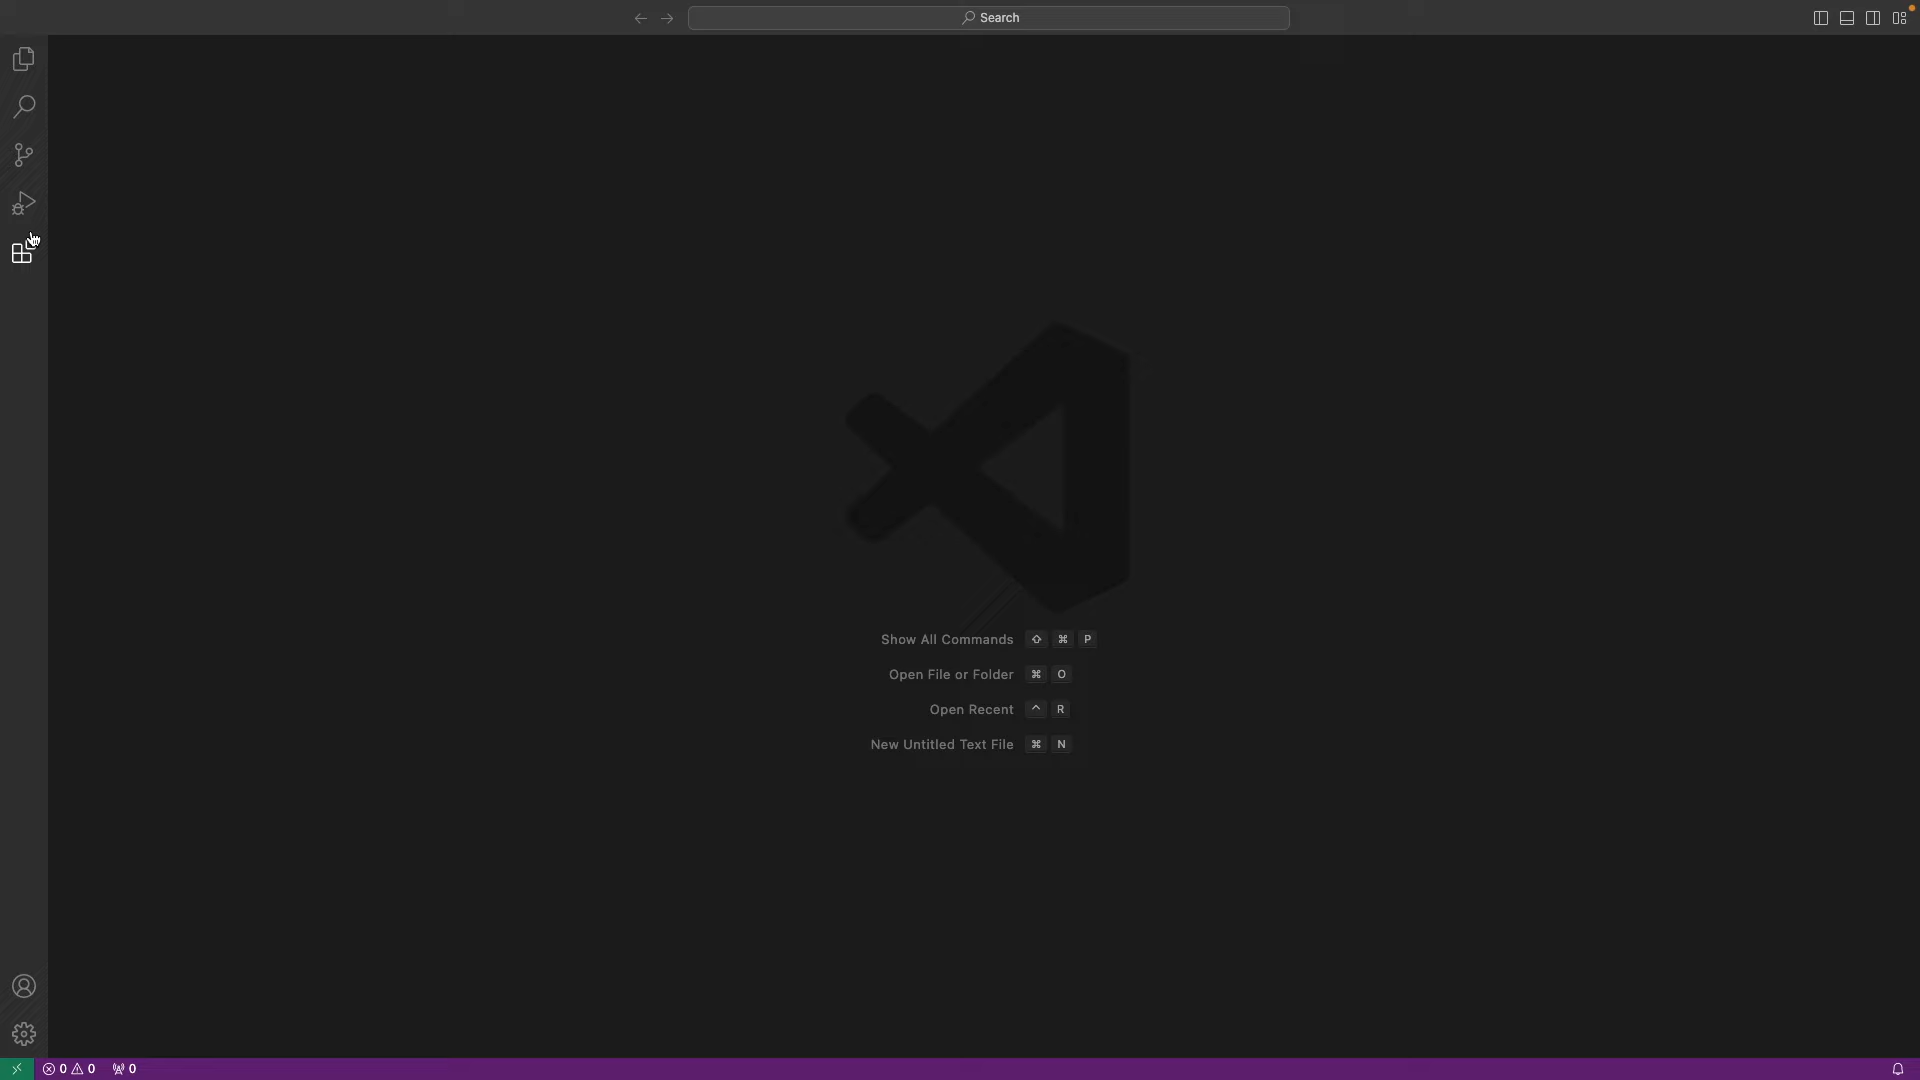 Search
Show All Commands ⇧ ⌘ P
Open File or Folder ⌘ O
Open Recent ^ R
New Untitled Text File ⌘ N
0 0 0